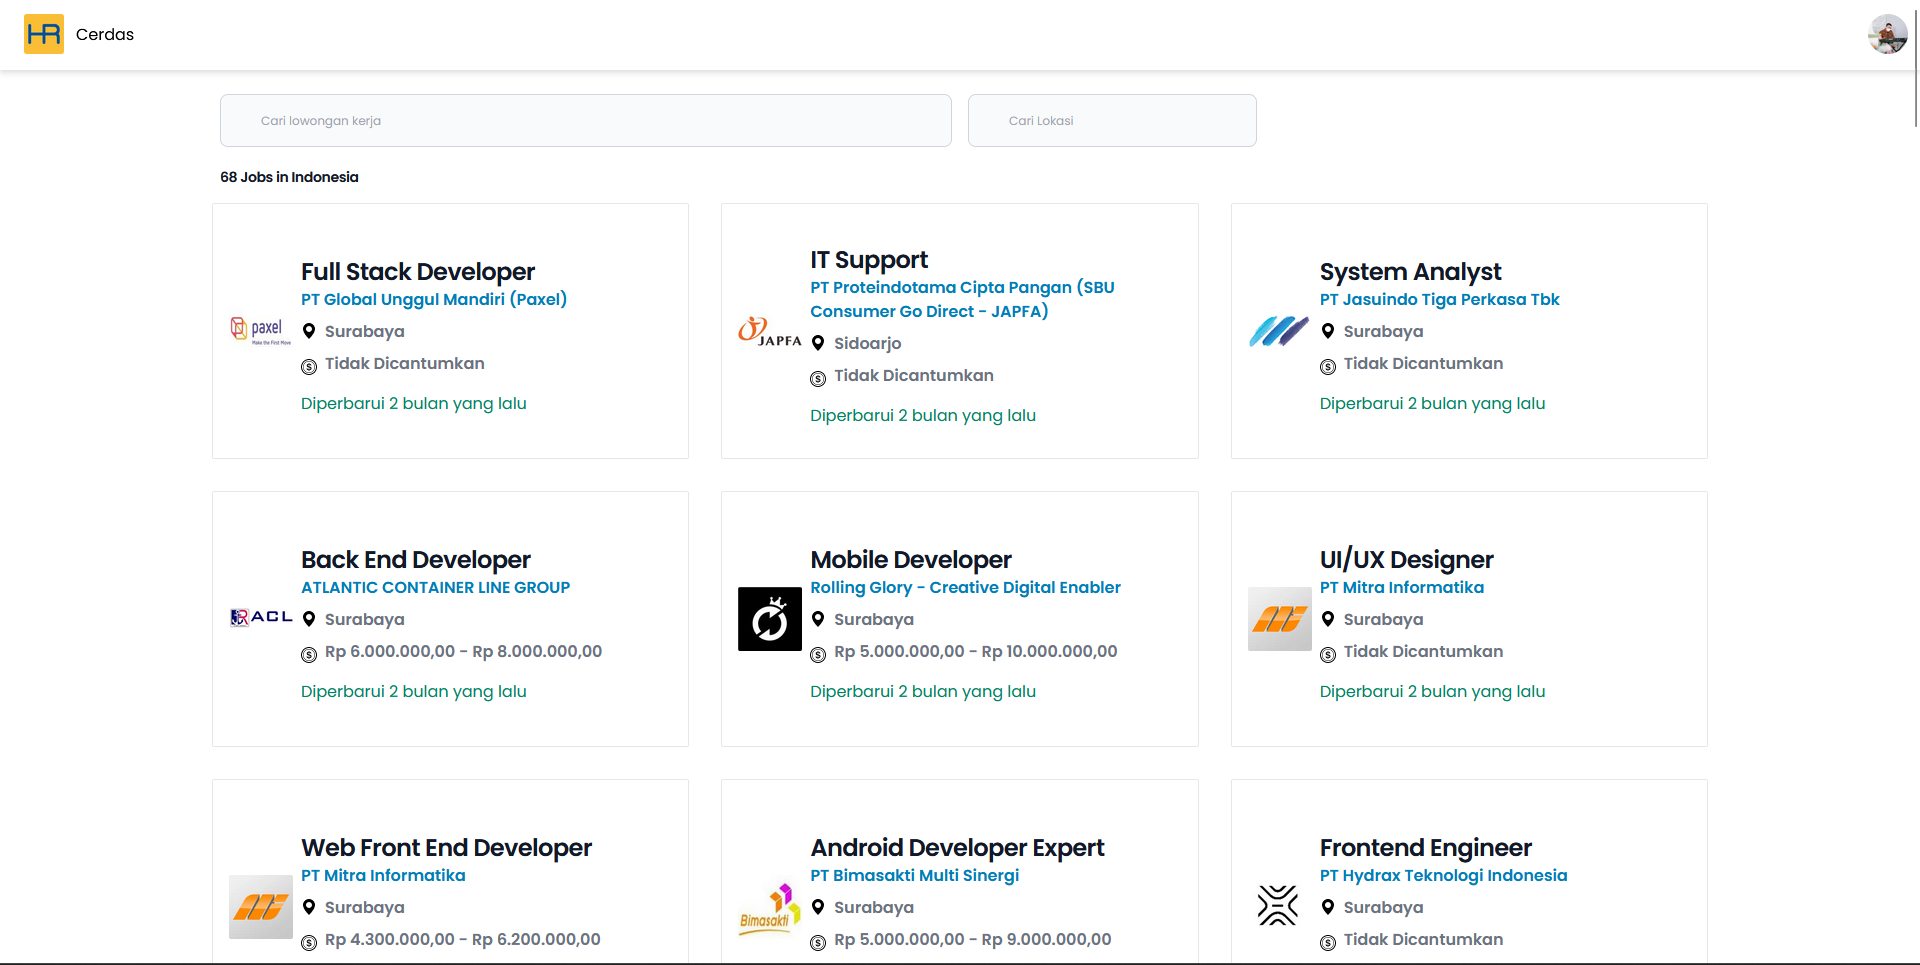 HR Cerdas
Cari lowongan kerja
Cari Lokasi
68 Jobs in Indonesia
Full Stack Developer
PT Global Unggul Mandiri (Paxel)
paxel
Make the First Move
Surabaya
Tidak Dicantumkan
Diperbarui 2 bulan yang lalu
IT Support
PT Proteindotama Cipta Pangan (SBU
Consumer Go Direct - JAPFA)
JAPFA
Sidoarjo
Tidak Dicantumkan
Diperbarui 2 bulan yang lalu
System Analyst
PT Jasuindo Tiga Perkasa Tbk
Surabaya
Tidak Dicantumkan
Diperbarui 2 bulan yang lalu
Back End Developer
ATLANTIC CONTAINER LINE GROUP
ACL
Surabaya
Rp 6.000.000,00 - Rp 8.000.000,00
Diperbarui 2 bulan yang lalu
Mobile Developer
Rolling Glory - Creative Digital Enabler
Surabaya
Rp 5.000.000,00 - Rp 10.000.000,00
Diperbarui 2 bulan yang lalu
UI/UX Designer
PT Mitra Informatika
Surabaya
Tidak Dicantumkan
Diperbarui 2 bulan yang lalu
Web Front End Developer
PT Mitra Informatika
Surabaya
Rp 4.300.000,00 - Rp 6.200.000,00
Android Developer Expert
PT Bimasakti Multi Sinergi
Bimasakti
Surabaya
Rp 5.000.000,00 - Rp 9.000.000,00
Frontend Engineer
PT Hydrax Teknologi Indonesia
Surabaya
Tidak Dicantumkan